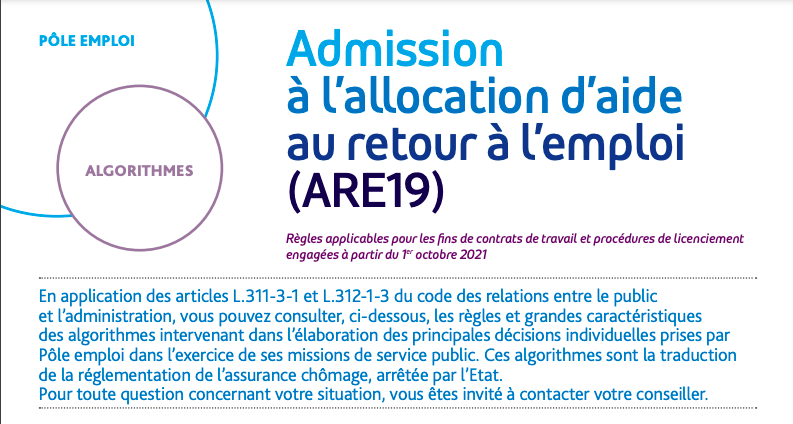 PÔLE EMPLOI
ALGORITHMES
Admission
à l’allocation d’aide
au retour à l’emploi
(ARE19)
Règles applicables pour les fins de contrats de travail et procédures de licenciement
engagées à partir du 1er octobre 2021
En application des articles L.311-3-1 et L.312-1-3 du code des relations entre le public
et l’administration, vous pouvez consulter, ci-dessous, les règles et grandes caractéristiques
des algorithmes intervenant dans l’élaboration des principales décisions individuelles prises par
Pôle emploi dans l’exercice de ses missions de service public. Ces algorithmes sont la traduction
de la réglementation de l’assurance chômage, arrêtée par l’Etat.
Pour toute question concernant votre situation, vous êtes invité à contacter votre conseiller.